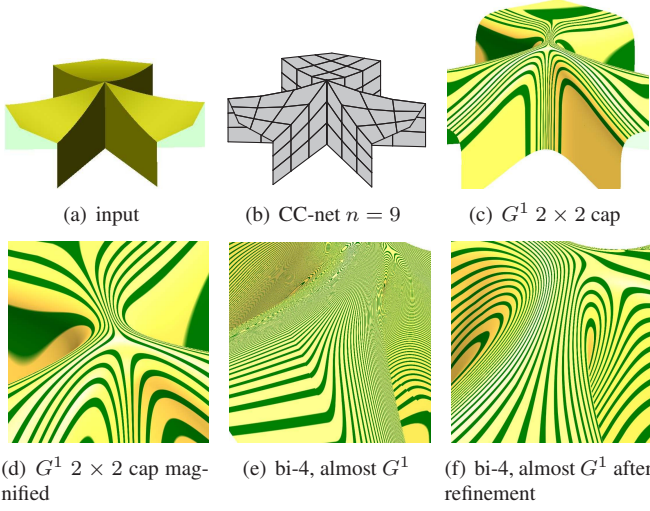 (a) input
(b) CC-net n = 9
(c) G¹ 2 × 2 cap
(d) G¹ 2 × 2 cap mag-
nified
(e) bi-4, almost G¹
(f) bi-4, almost G¹ after
refinement